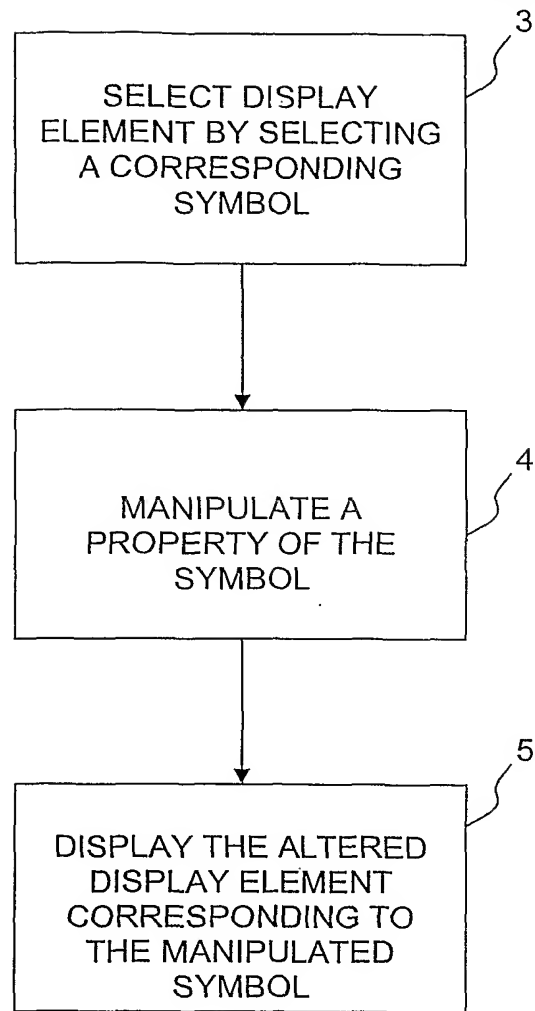 3
SELECT DISPLAY
ELEMENT BY SELECTING
A CORRESPONDING
SYMBOL
4
MANIPULATE A
PROPERTY OF THE
SYMBOL
5
DISPLAY THE ALTERED
DISPLAY ELEMENT
CORRESPONDING TO
THE MANIPULATED
SYMBOL